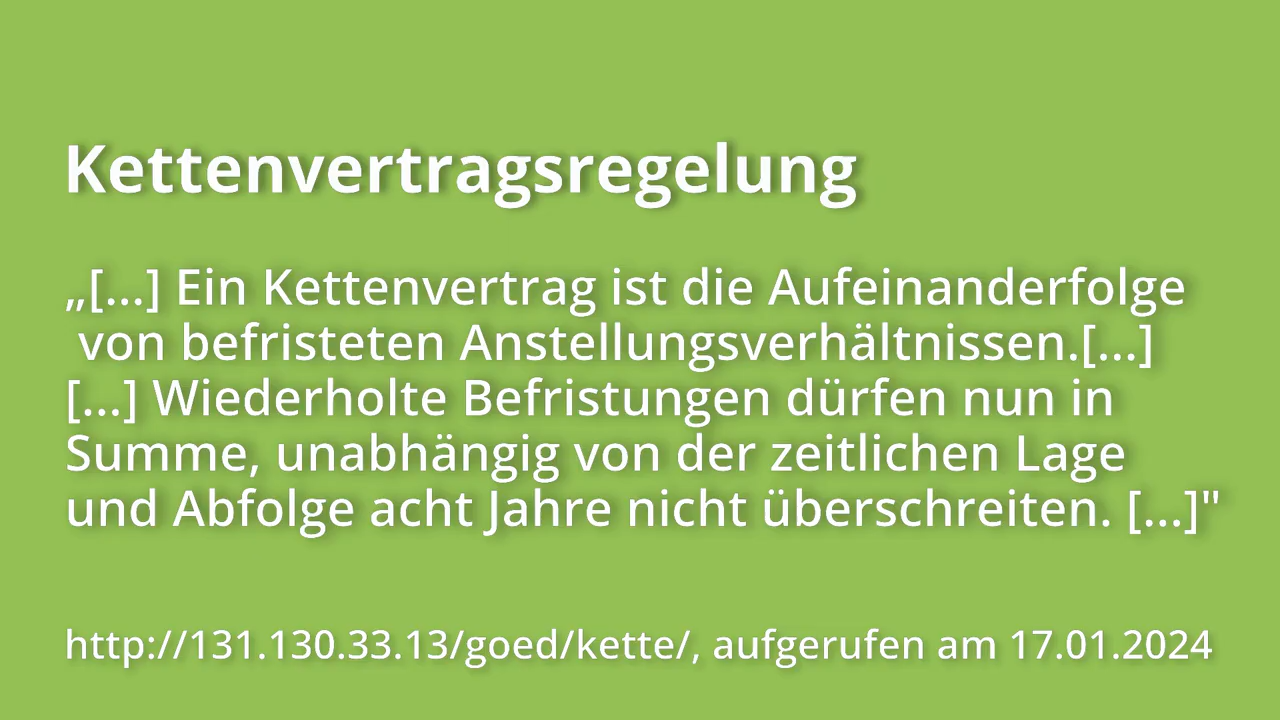 Kettenvertragsregelung
„[...] Ein Kettenvertrag ist die Aufeinanderfolge
von befristeten Anstellungsverhältnissen.[...]
[...] Wiederholte Befristungen dürfen nun in
Summe, unabhängig von der zeitlichen Lage
und Abfolge acht Jahre nicht überschreiten. [...]"
http://131.130.33.13/goed/kette/, aufgerufen am 17.01.2024